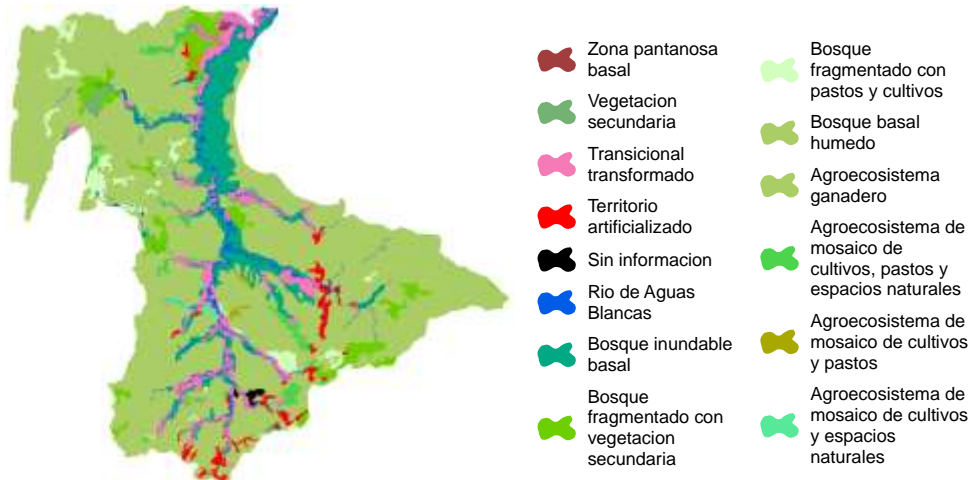 Zona pantanosa
basal
Vegetacion
secundaria
Transicional
transformado
Territorio
artificializado
Sin informacion
Rio de Aguas
Blancas
Bosque inundable
basal
Bosque
fragmentado con
vegetacion
secundaria
Bosque
fragmentado con
pastos y cultivos
Bosque basal
humedo
Agroecosistema
ganadero
Agroecosistema de
mosaico de
cultivos, pastos y
espacios naturales
Agroecosistema de
mosaico de cultivos
y pastos
Agroecosistema de
mosaico de cultivos
y espacios
naturales